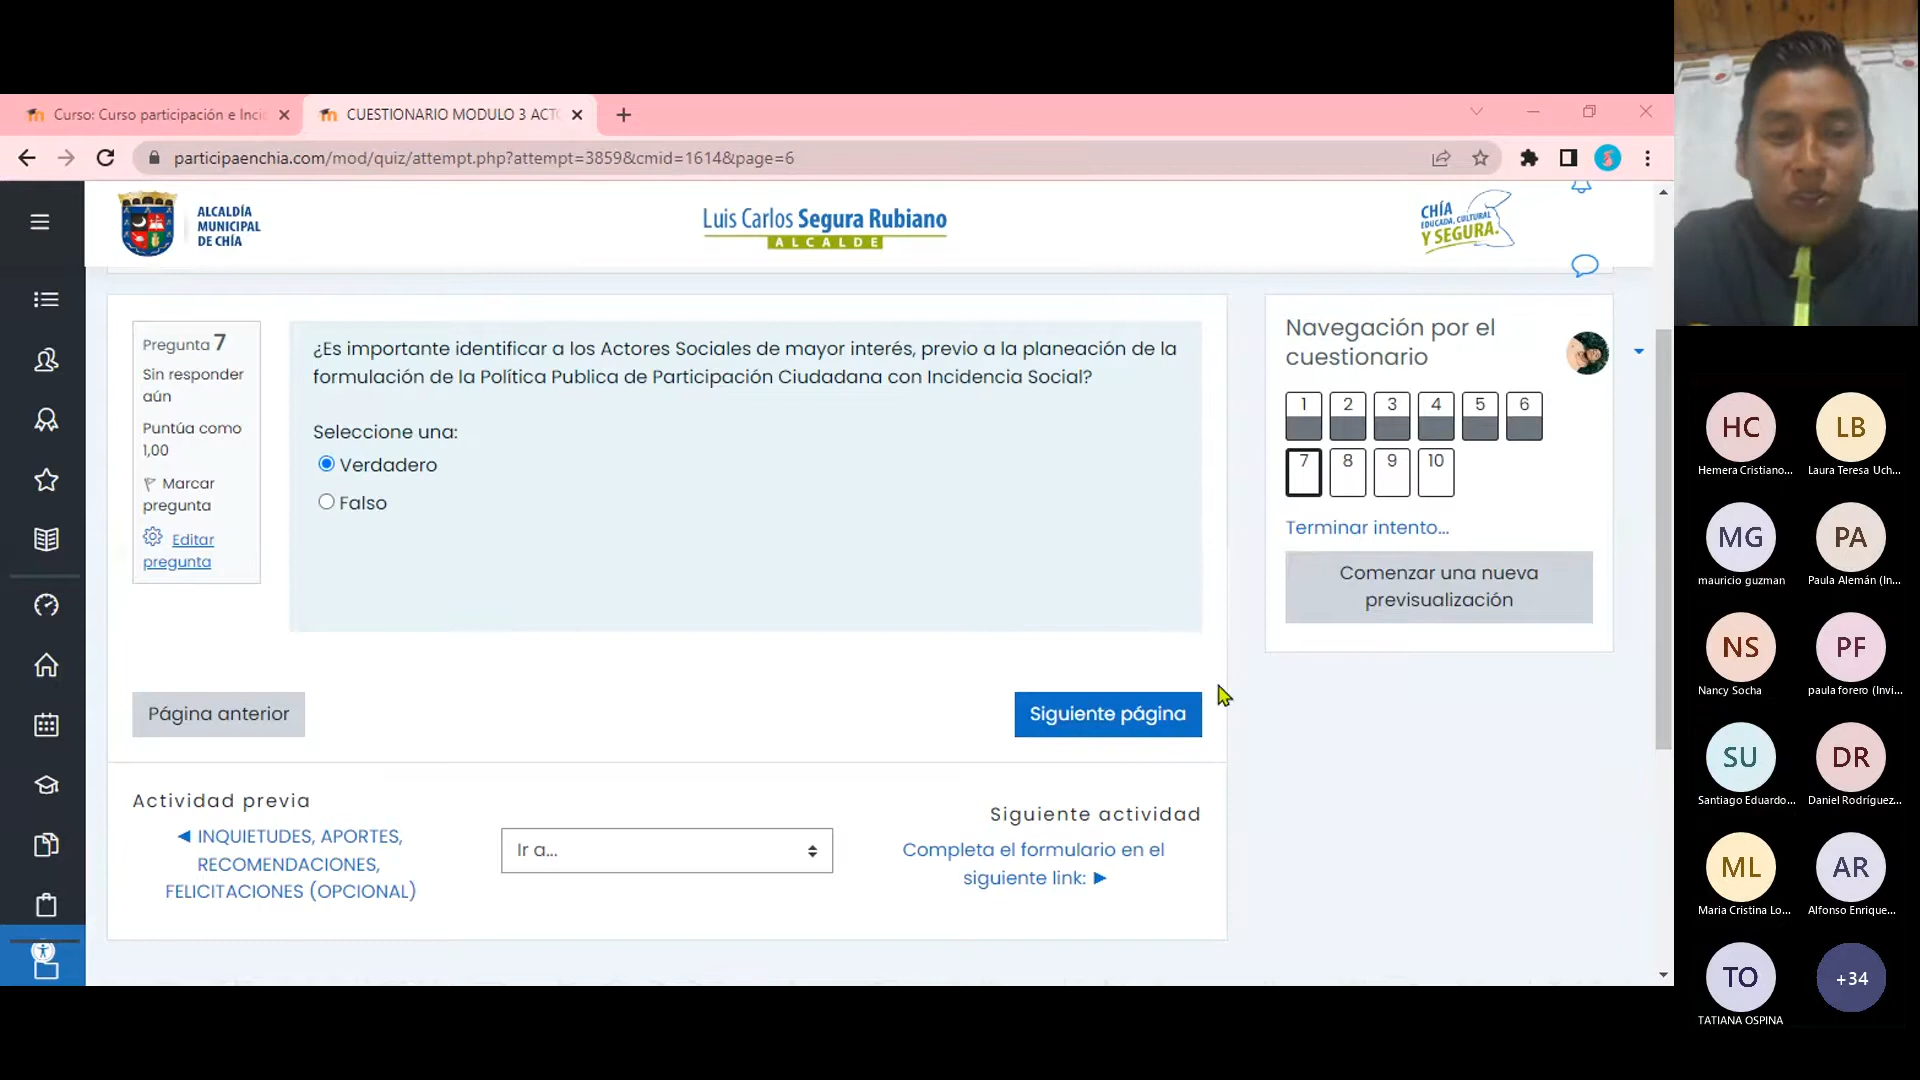 Curso: Curso participación e Inci
CUESTIONARIO MODULO 3 ACT
participaenchia.com/mod/quiz/attempt.php?attempt=3859&cmid=1614&page=6
ALCALDÍA
MUNICIPAL
DE CHÍA
Luis Carlos Segura Rubiano
ALCALDE
CHÍA
EDUCADA, CULTURAL
Y SEGURA.
Pregunta 7
Sin responder
aún
Puntúa como
1,00
Marcar
pregunta
Editar
pregunta
¿Es importante identificar a los Actores Sociales de mayor interés, previo a la planeación de la
formulación de la Política Publica de Participación Ciudadana con Incidencia Social?
Seleccione una:
Verdadero
Falso
Página anterior
Siguiente página
Actividad previa
◄ INQUIETUDES, APORTES,
RECOMENDACIONES,
FELICITACIONES (OPCIONAL)
Ir a...
Siguiente actividad
Completa el formulario en el
siguiente link: ►
Navegación por el
cuestionario
1 2 3 4 5 6
7 8 9 10
Terminar intento...
Comenzar una nueva
previsualización
HC LB
Hemera Cristiano... Laura Teresa Uch...
MG PA
mauricio guzman Paula Alemán (In...
NS PF
Nancy Socha paula forero (Invi...
SU DR
Santiago Eduardo... Daniel Rodríguez...
ML AR
Maria Cristina Lo... Alfonso Enrique...
TO +34
TATIANA OSPINA